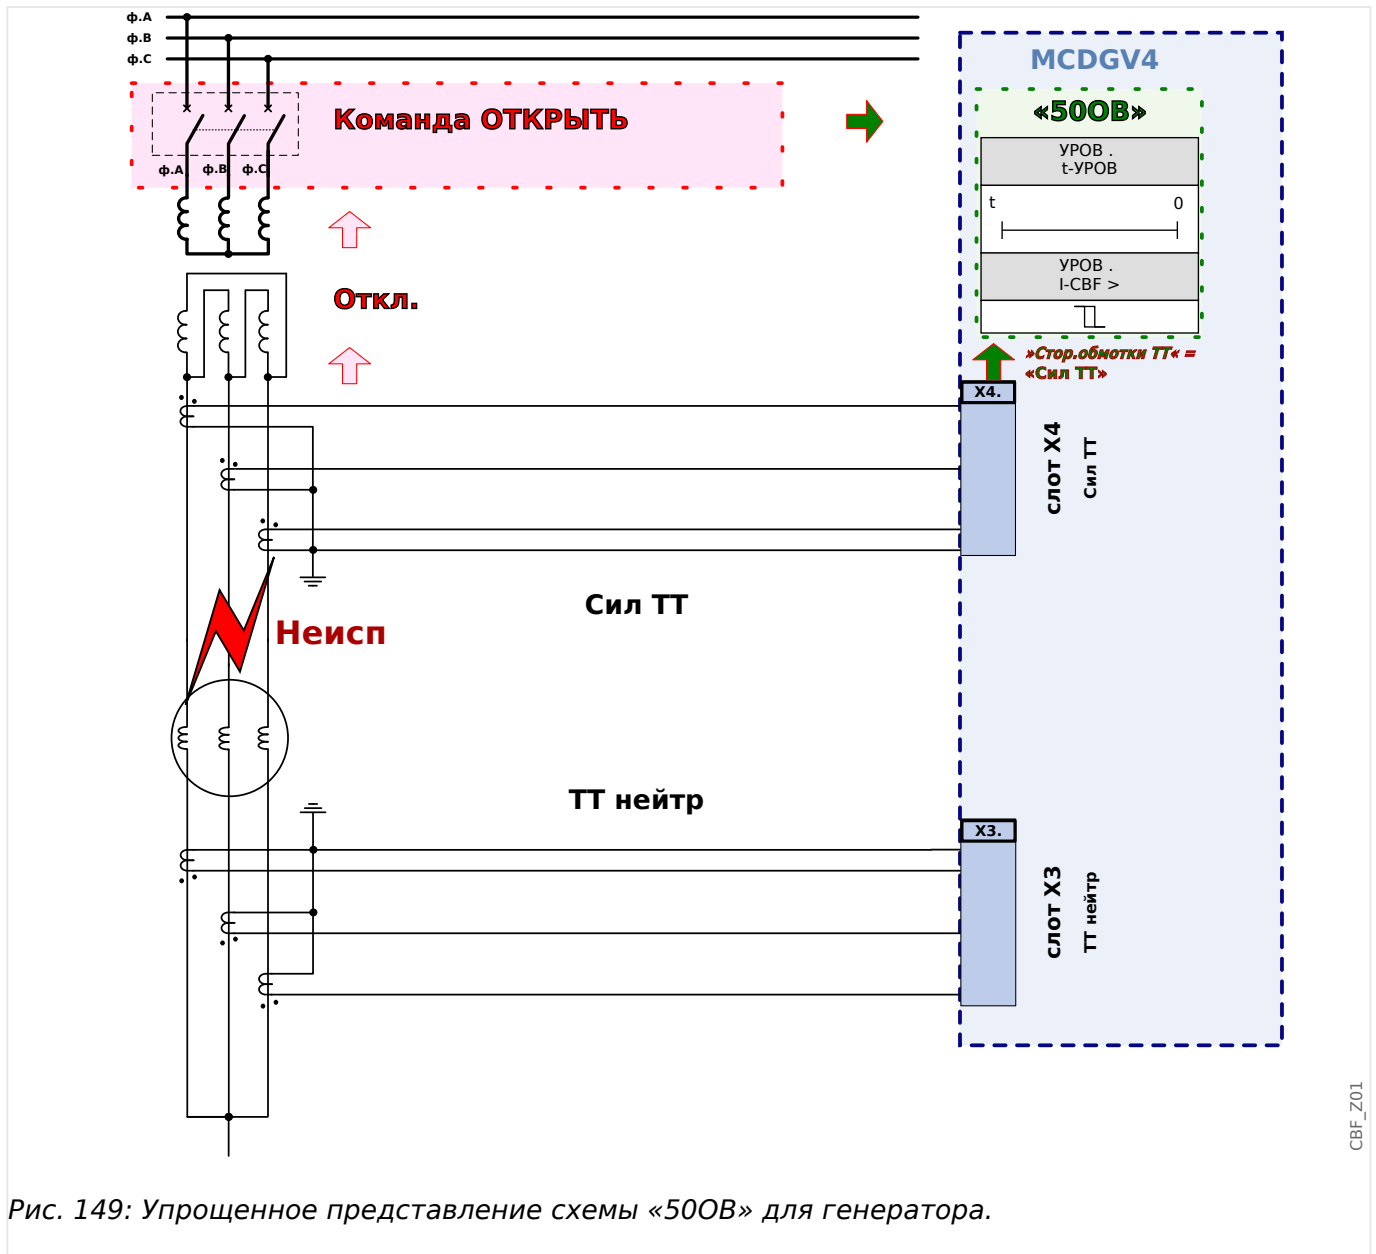 ф.A
ф.B
ф.C
MCDGV4
«50ОВ»
Команда ОТКРЫТЬ
УРОВ .
t-УРОВ
ф.A
ф.B
ф.C
t
0
УРОВ .
I-CBF >
Откл.
»Стор.обмотки ТТ« =
«Сил ТТ»
X4.
слот X4
Сил ТТ
Сил ТТ
Неисп
ТТ нейтр
X3.
слот X3
ТТ нейтр
CBF_Z01
Рис. 149: Упрощенное представление схемы «50ОВ» для генератора.